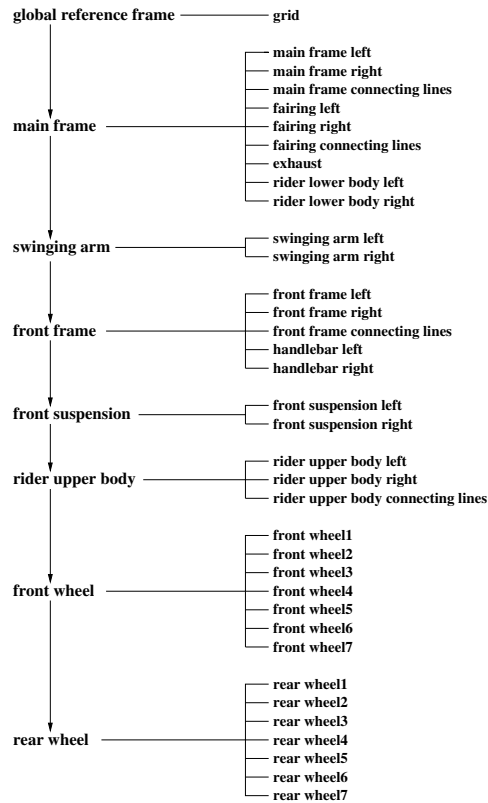 global reference frame
grid
main frame
main frame left
main frame right
main frame connecting lines
fairing left
fairing right
fairing connecting lines
exhaust
rider lower body left
rider lower body right
swinging arm
swinging arm left
swinging arm right
front frame
front frame left
front frame right
front frame connecting lines
handlebar left
handlebar right
front suspension
front suspension left
front suspension right
rider upper body
rider upper body left
rider upper body right
rider upper body connecting lines
front wheel
front wheel1
front wheel2
front wheel3
front wheel4
front wheel5
front wheel6
front wheel7
rear wheel
rear wheel1
rear wheel2
rear wheel3
rear wheel4
rear wheel5
rear wheel6
rear wheel7